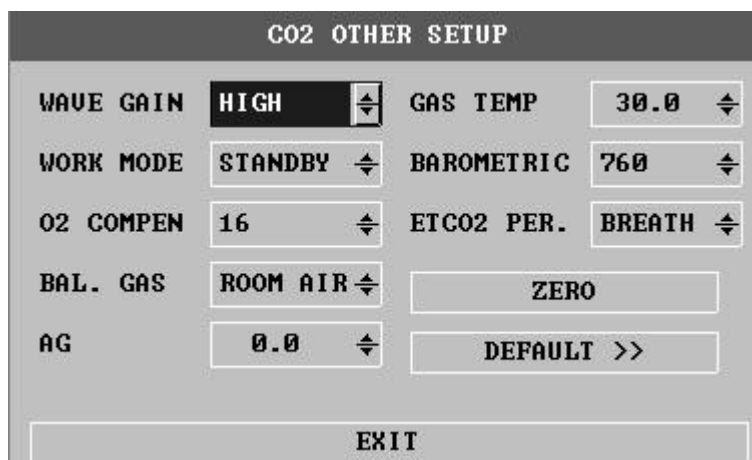 CO2 OTHER SETUP
WAVE GAIN HIGH GAS TEMP 30.0
WORK MODE STANDBY BAROMETRIC 760
O2 COMPEN 16 ETCO2 PER. BREATH
BAL. GAS ROOM AIR ZERO
AG 0.0 DEFAULT >>
EXIT